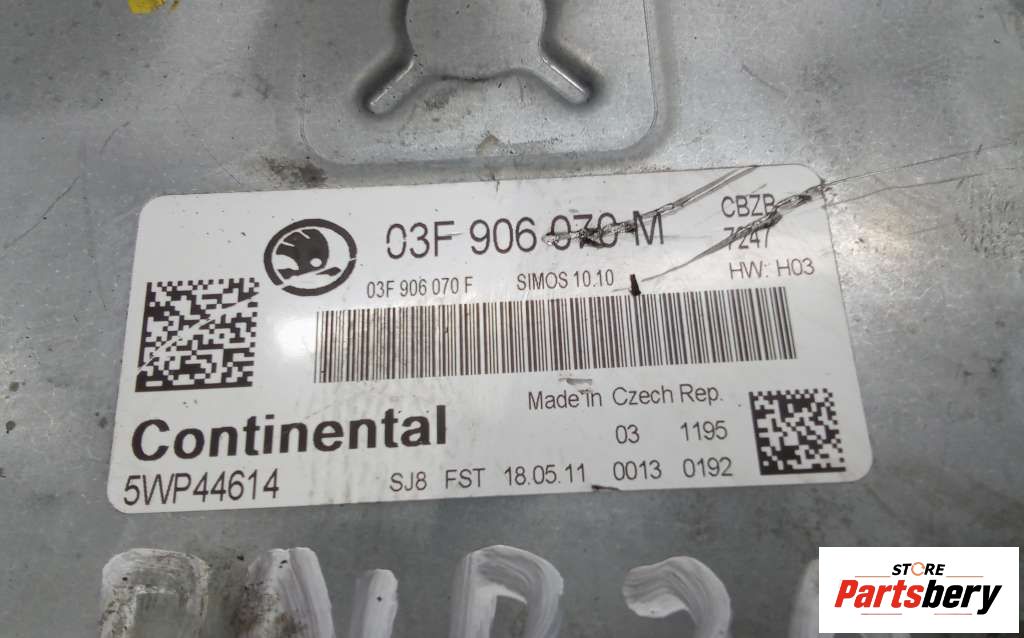 03F 906 070 M
CBZB
7247
03F 906 070 F SIMOS 10.10
HW: H03
Made in Czech Rep.
Continental
03 1195
5WP44614
SJ8 FST 18.05.11 0013 0192
STORE
Partsbery